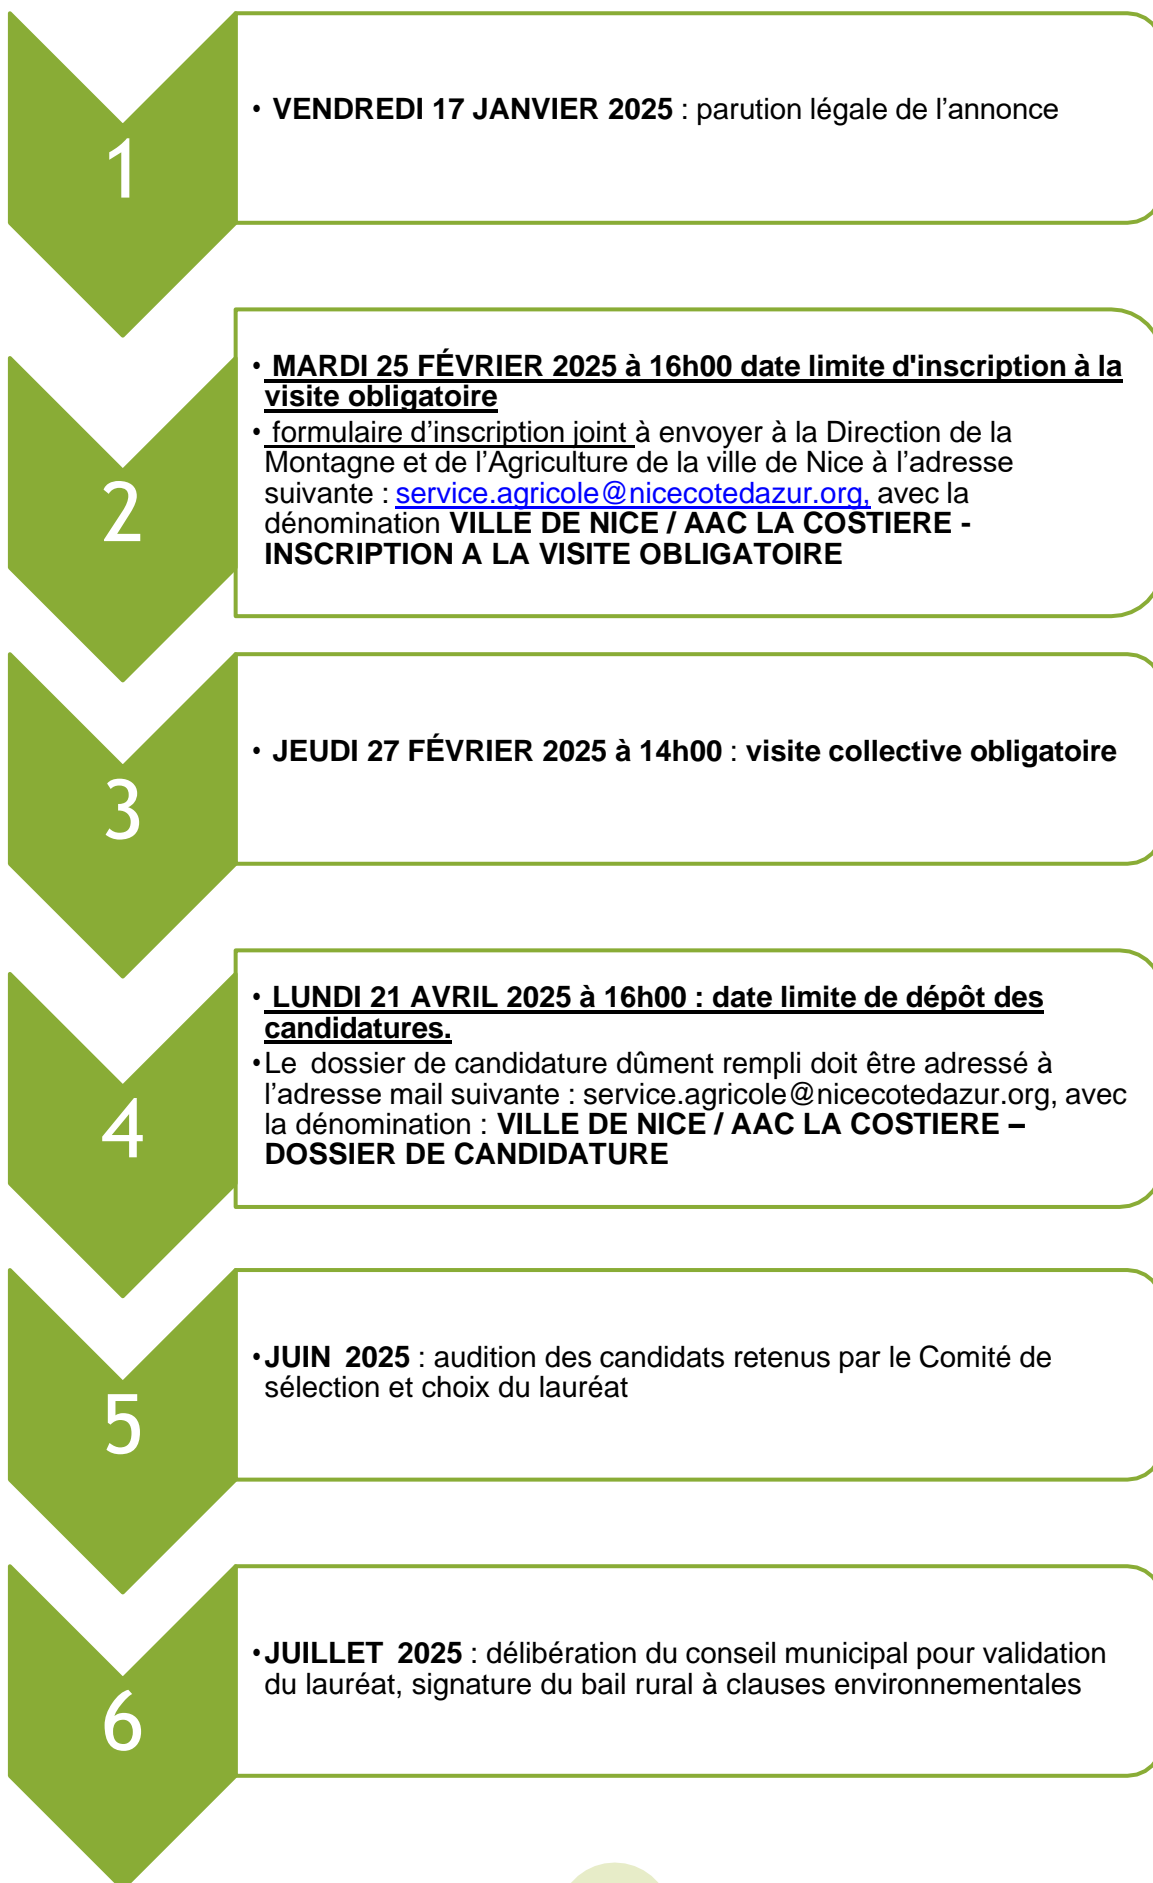 1
• VENDREDI 17 JANVIER 2025 : parution légale de l’annonce
2
• MARDI 25 FÉVRIER 2025 à 16h00 date limite d'inscription à la
visite obligatoire
• formulaire d’inscription joint à envoyer à la Direction de la
Montagne et de l’Agriculture de la ville de Nice à l’adresse
suivante : service.agricole@nicecotedazur.org, avec la
dénomination VILLE DE NICE / AAC LA COSTIERE -
INSCRIPTION A LA VISITE OBLIGATOIRE
3
• JEUDI 27 FÉVRIER 2025 à 14h00 : visite collective obligatoire
4
• LUNDI 21 AVRIL 2025 à 16h00 : date limite de dépôt des
candidatures.
•Le dossier de candidature dûment rempli doit être adressé à
l’adresse mail suivante : service.agricole@nicecotedazur.org, avec
la dénomination : VILLE DE NICE / AAC LA COSTIERE –
DOSSIER DE CANDIDATURE
5
•JUIN 2025 : audition des candidats retenus par le Comité de
sélection et choix du lauréat
6
•JUILLET 2025 : délibération du conseil municipal pour validation
du lauréat, signature du bail rural à clauses environnementales